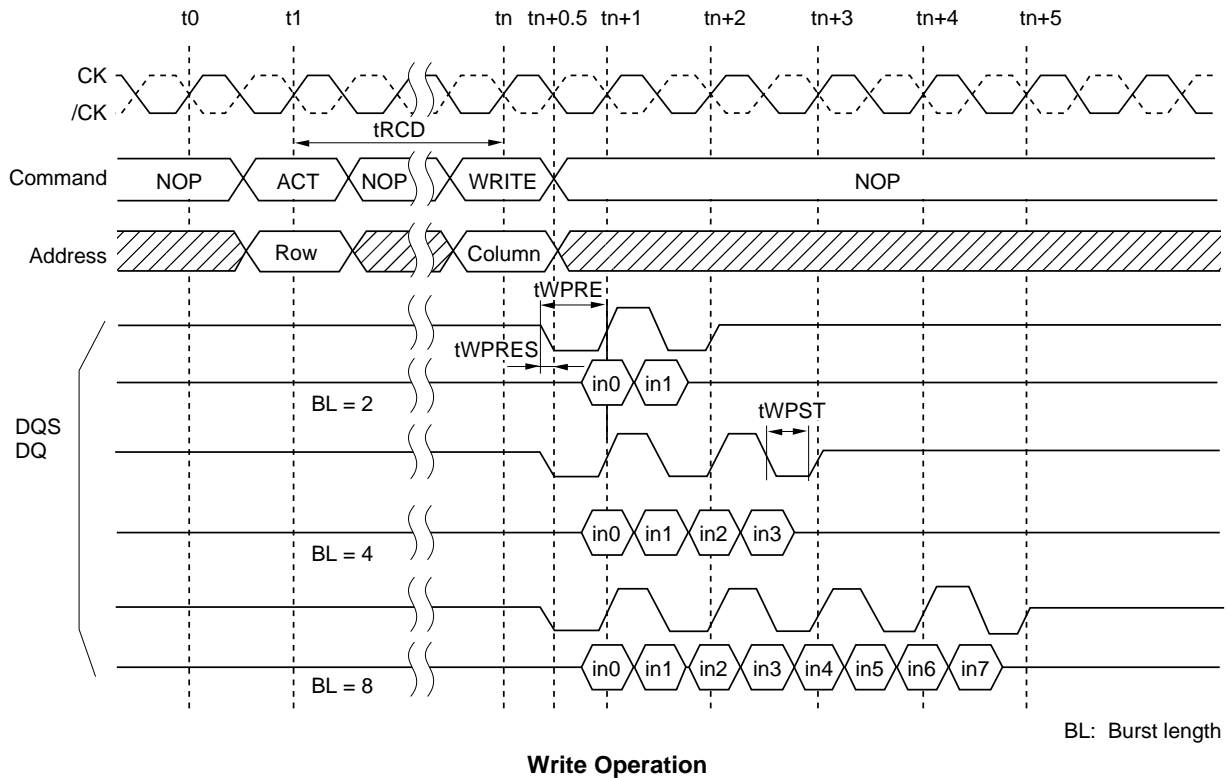 t0 t1 tn tn+0.5 tn+1 tn+2 tn+3 tn+4 tn+5
CK
/CK
tRCD
Command NOP ACT NOP WRITE NOP
Address Row Column
tWPRE
tWPRES
in0 in1
BL = 2
tWPST
DQS
DQ
in0 in1 in2 in3
BL = 4
in0 in1 in2 in3 in4 in5 in6 in7
BL = 8
BL: Burst length
Write Operation